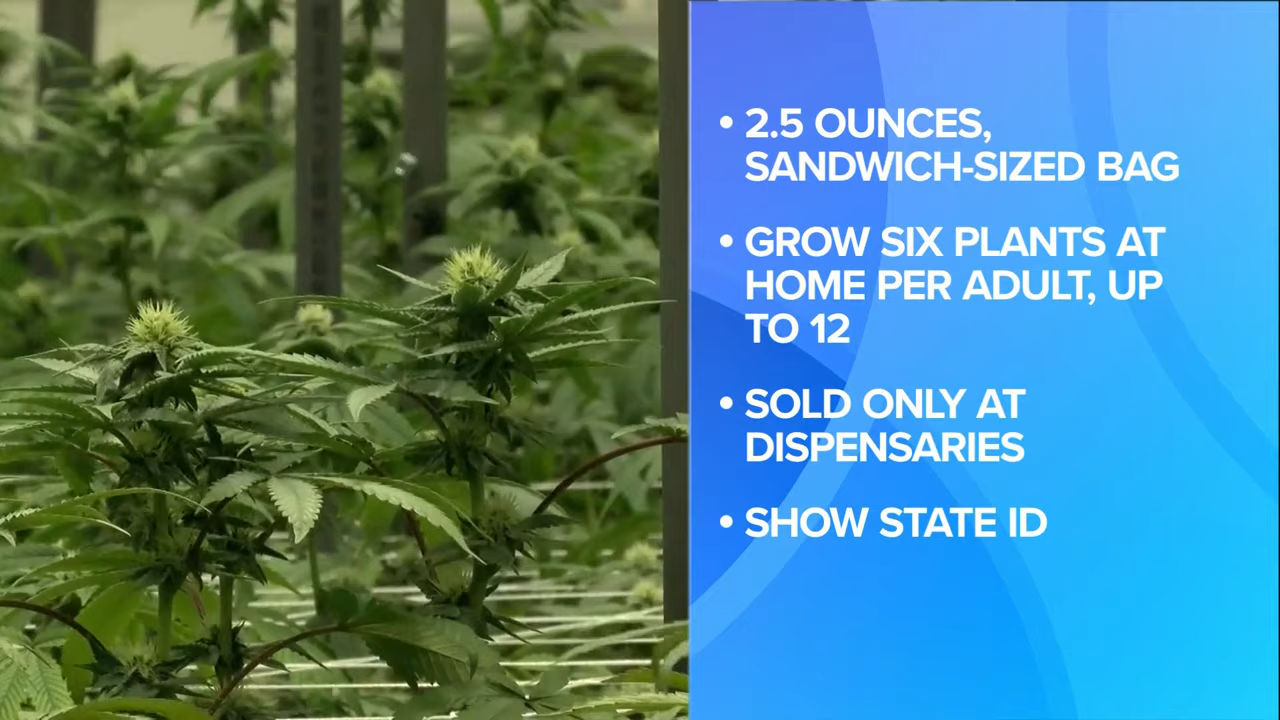 • 2.5 OUNCES,
SANDWICH-SIZED BAG
• GROW SIX PLANTS AT
HOME PER ADULT, UP
TO 12
• SOLD ONLY AT
DISPENSARIES
• SHOW STATE ID